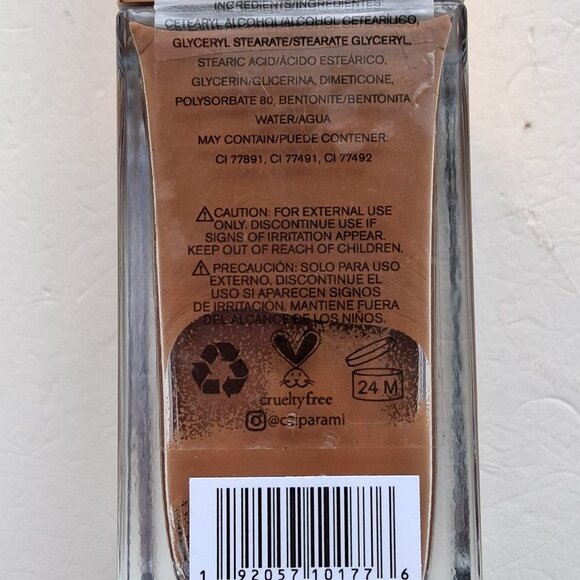 INGREDIENTS/INGREDIENTES:
CETEARYL ALCOHOL/ALCOHOL CETEARÍLICO,
GLYCERYL STEARATE/STEARATE GLYCERYL,
STEARIC ACID/ÁCIDO ESTEÁRICO,
GLYCERIN/GLICERINA, DIMETICONE,
POLYSORBATE 80, BENTONITE/BENTONITA
WATER/AGUA
MAY CONTAIN/PUEDE CONTENER:
CI 77891, CI 77491, CI 77492
⚠CAUTION: FOR EXTERNAL USE
ONLY. DISCONTINUE USE IF
SIGNS OF IRRITATION APPEAR.
KEEP OUT OF REACH OF CHILDREN.
⚠ PRECAUCIÓN: SOLO PARA USO
EXTERNO. DISCONTINUE EL
USO SI APARECEN SIGNOS
DE IRRITACIÓN. MANTIENE FUERA
DEL ALCANCE DE LOS NIÑOS.
24 M
crueltyfree
1 92057 10177 6